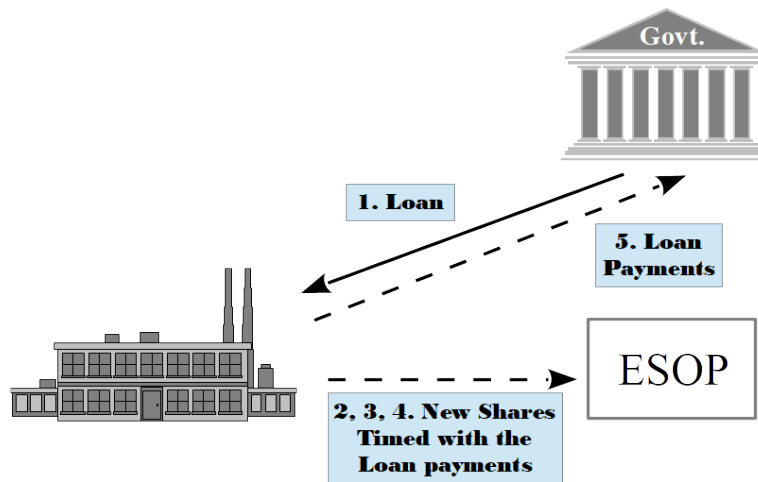 Govt.
1. Loan
5. Loan
Payments
ESOP
2, 3, 4. New Shares
Timed with the
Loan payments